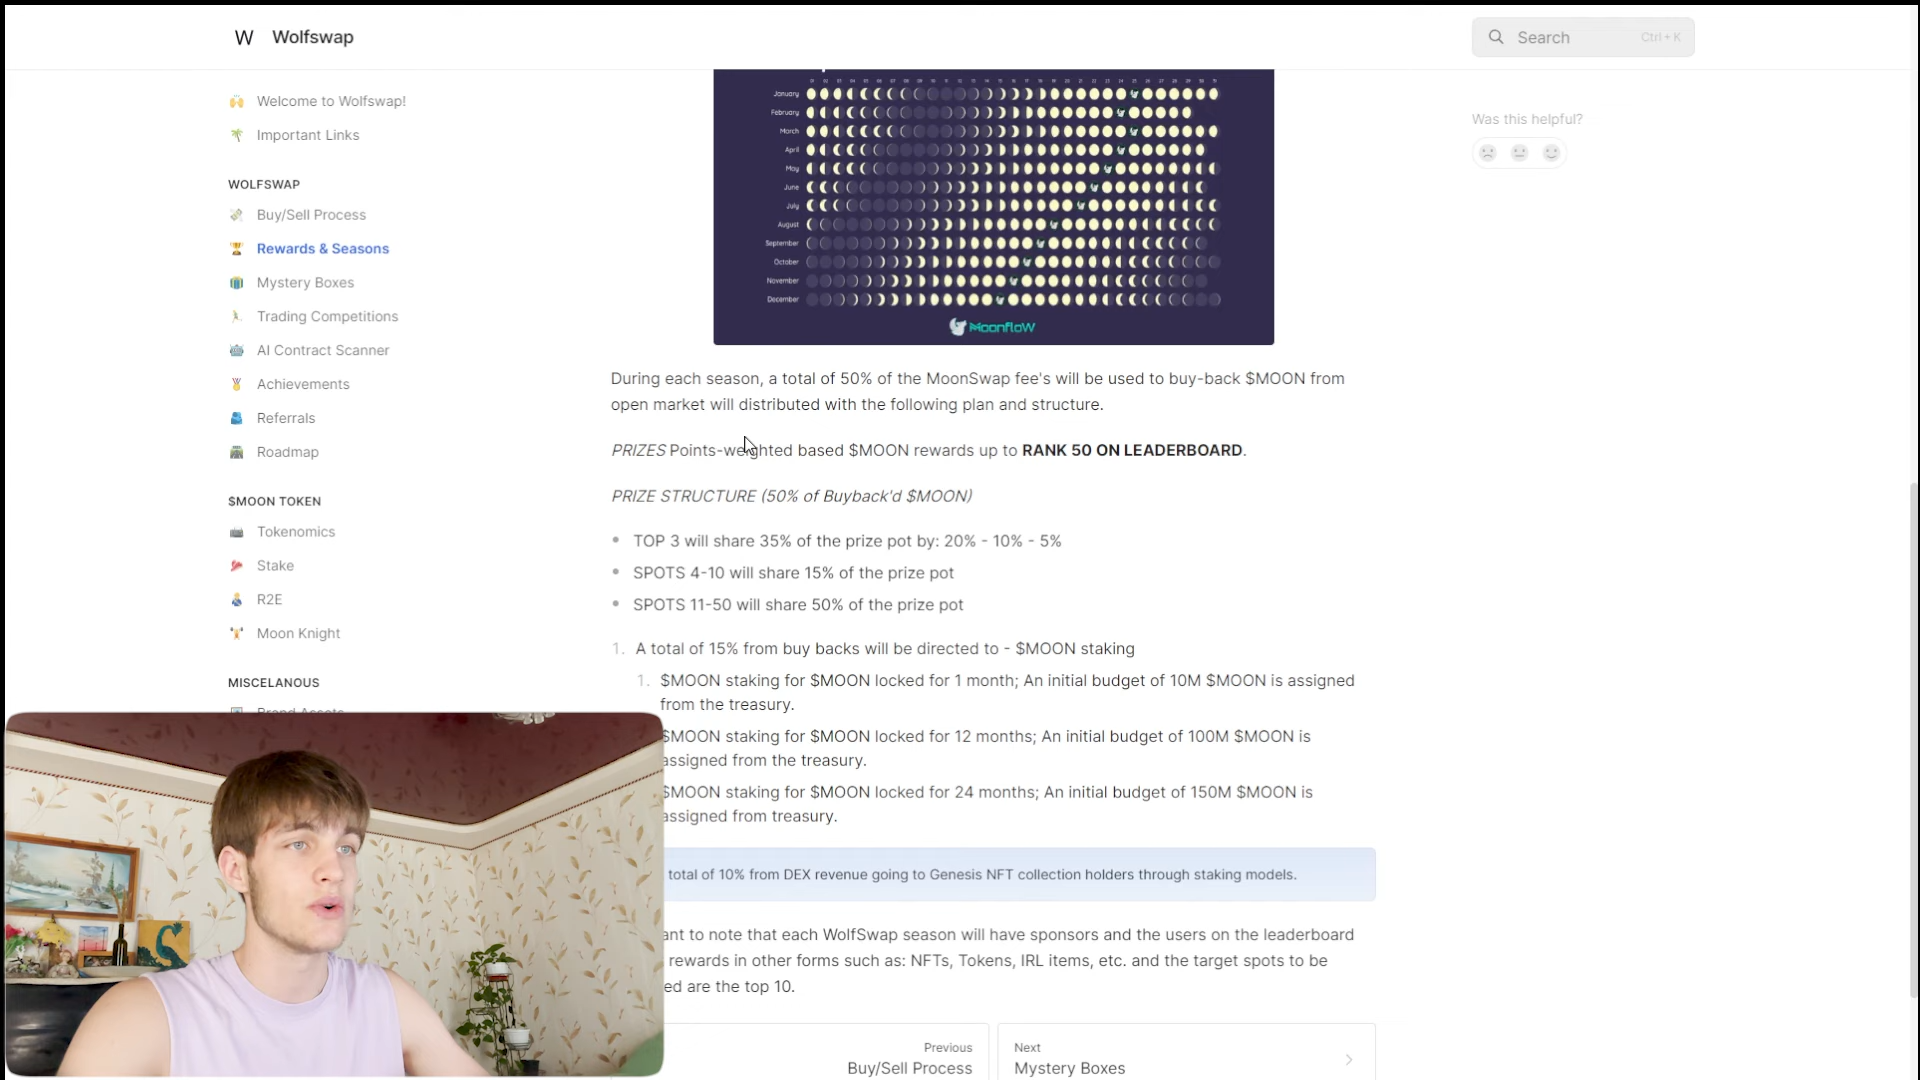 W Wolfswap
Search Ctrl + K
Welcome to Wolfswap!
Important Links
WOLFSWAP
Buy/Sell Process
Rewards & Seasons
Mystery Boxes
Trading Competitions
AI Contract Scanner
Achievements
Referrals
Roadmap
$MOON TOKEN
Tokenomics
Stake
R2E
Moon Knight
MISCELANOUS
January
February
March
April
May
June
July
August
September
October
November
December
MoonfloW
During each season, a total of 50% of the MoonSwap fee's will be used to buy-back $MOON from
open market will distributed with the following plan and structure.
PRIZES Points-weighted based $MOON rewards up to RANK 50 ON LEADERBOARD.
PRIZE STRUCTURE (50% of Buyback'd $MOON)
TOP 3 will share 35% of the prize pot by: 20% - 10% - 5%
SPOTS 4-10 will share 15% of the prize pot
SPOTS 11-50 will share 50% of the prize pot
1. A total of 15% from buy backs will be directed to - $MOON staking
1. $MOON staking for $MOON locked for 1 month; An initial budget of 10M $MOON is assigned
from the treasury.
$MOON staking for $MOON locked for 12 months; An initial budget of 100M $MOON is
assigned from the treasury.
$MOON staking for $MOON locked for 24 months; An initial budget of 150M $MOON is
assigned from treasury.
total of 10% from DEX revenue going to Genesis NFT collection holders through staking models.
ant to note that each WolfSwap season will have sponsors and the users on the leaderboard
rewards in other forms such as: NFTs, Tokens, IRL items, etc. and the target spots to be
ed are the top 10.
Previous
Buy/Sell Process
Next
Mystery Boxes
Was this helpful?